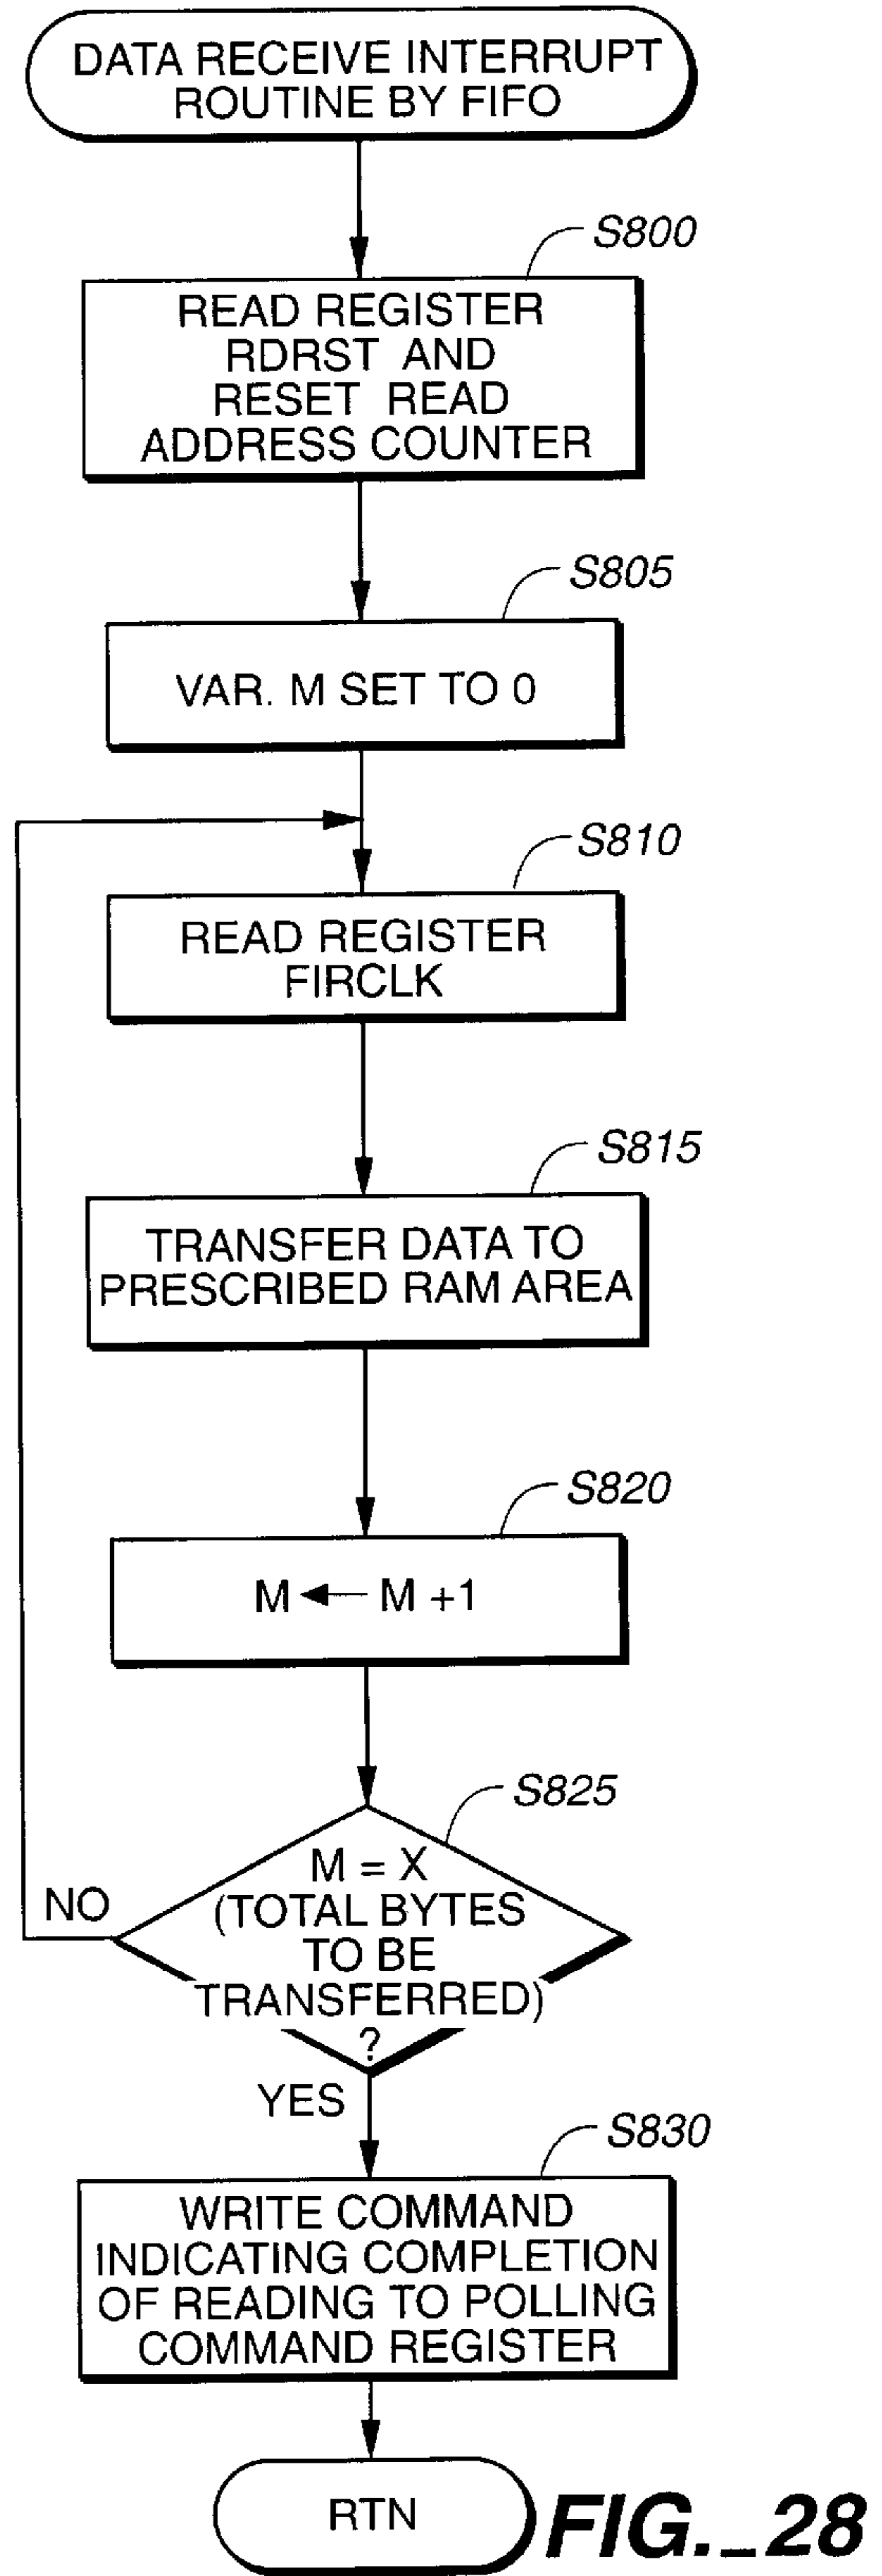 DATA RECEIVE INTERRUPT
ROUTINE BY FIFO
S800
READ REGISTER
RDRST AND
RESET READ
ADDRESS COUNTER
S805
VAR. M SET TO 0
S810
READ REGISTER
FIRCLK
S815
TRANSFER DATA TO
PRESCRIBED RAM AREA
S820
M ← M +1
S825
M = X
(TOTAL BYTES
TO BE
TRANSFERRED)
?
NO
YES
S830
WRITE COMMAND
INDICATING COMPLETION
OF READING TO POLLING
COMMAND REGISTER
RTN
FIG._28